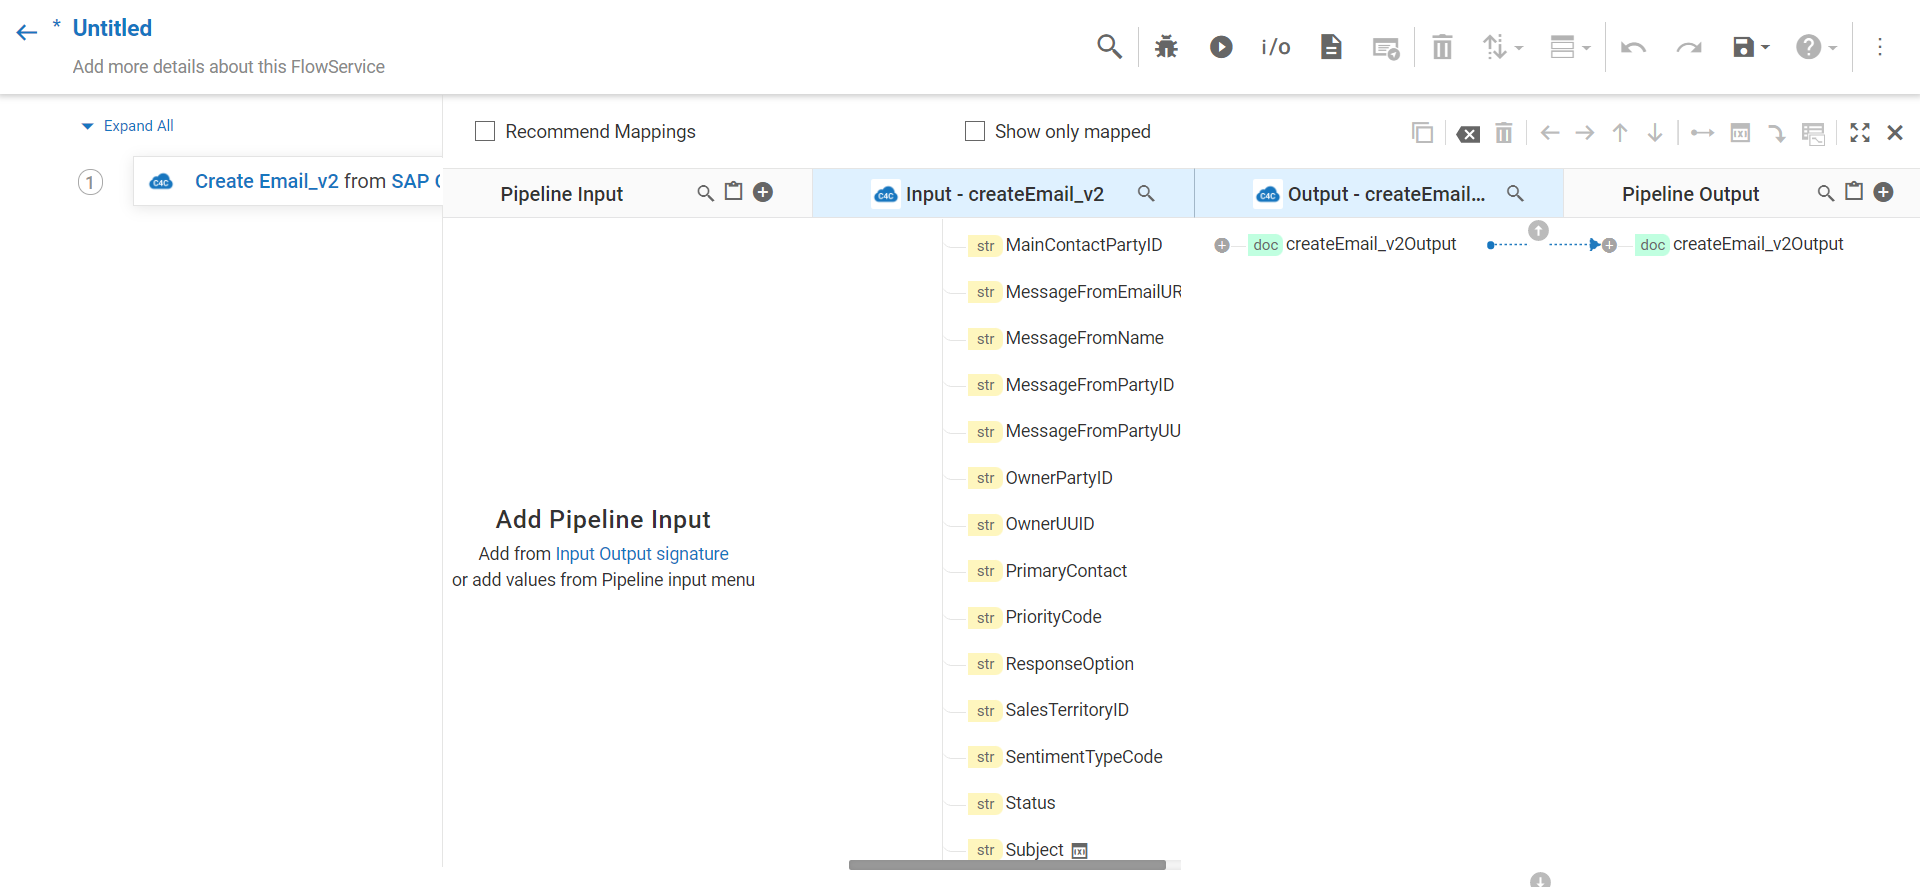 * Untitled
Add more details about this FlowService
i/o
Expand All
Recommend Mappings
Show only mapped
1
C4C Create Email_v2 from SAP C
Pipeline Input
C4C Input - createEmail_v2
C4C Output - createEmail...
Pipeline Output
str MainContactPartyID
doc createEmail_v2Output
doc createEmail_v2Output
str MessageFromEmailUR
str MessageFromName
str MessageFromPartyID
str MessageFromPartyUU
str OwnerPartyID
str OwnerUUID
Add Pipeline Input
Add from Input Output signature
or add values from Pipeline input menu
str PrimaryContact
str PriorityCode
str ResponseOption
str SalesTerritoryID
str SentimentTypeCode
str Status
str Subject